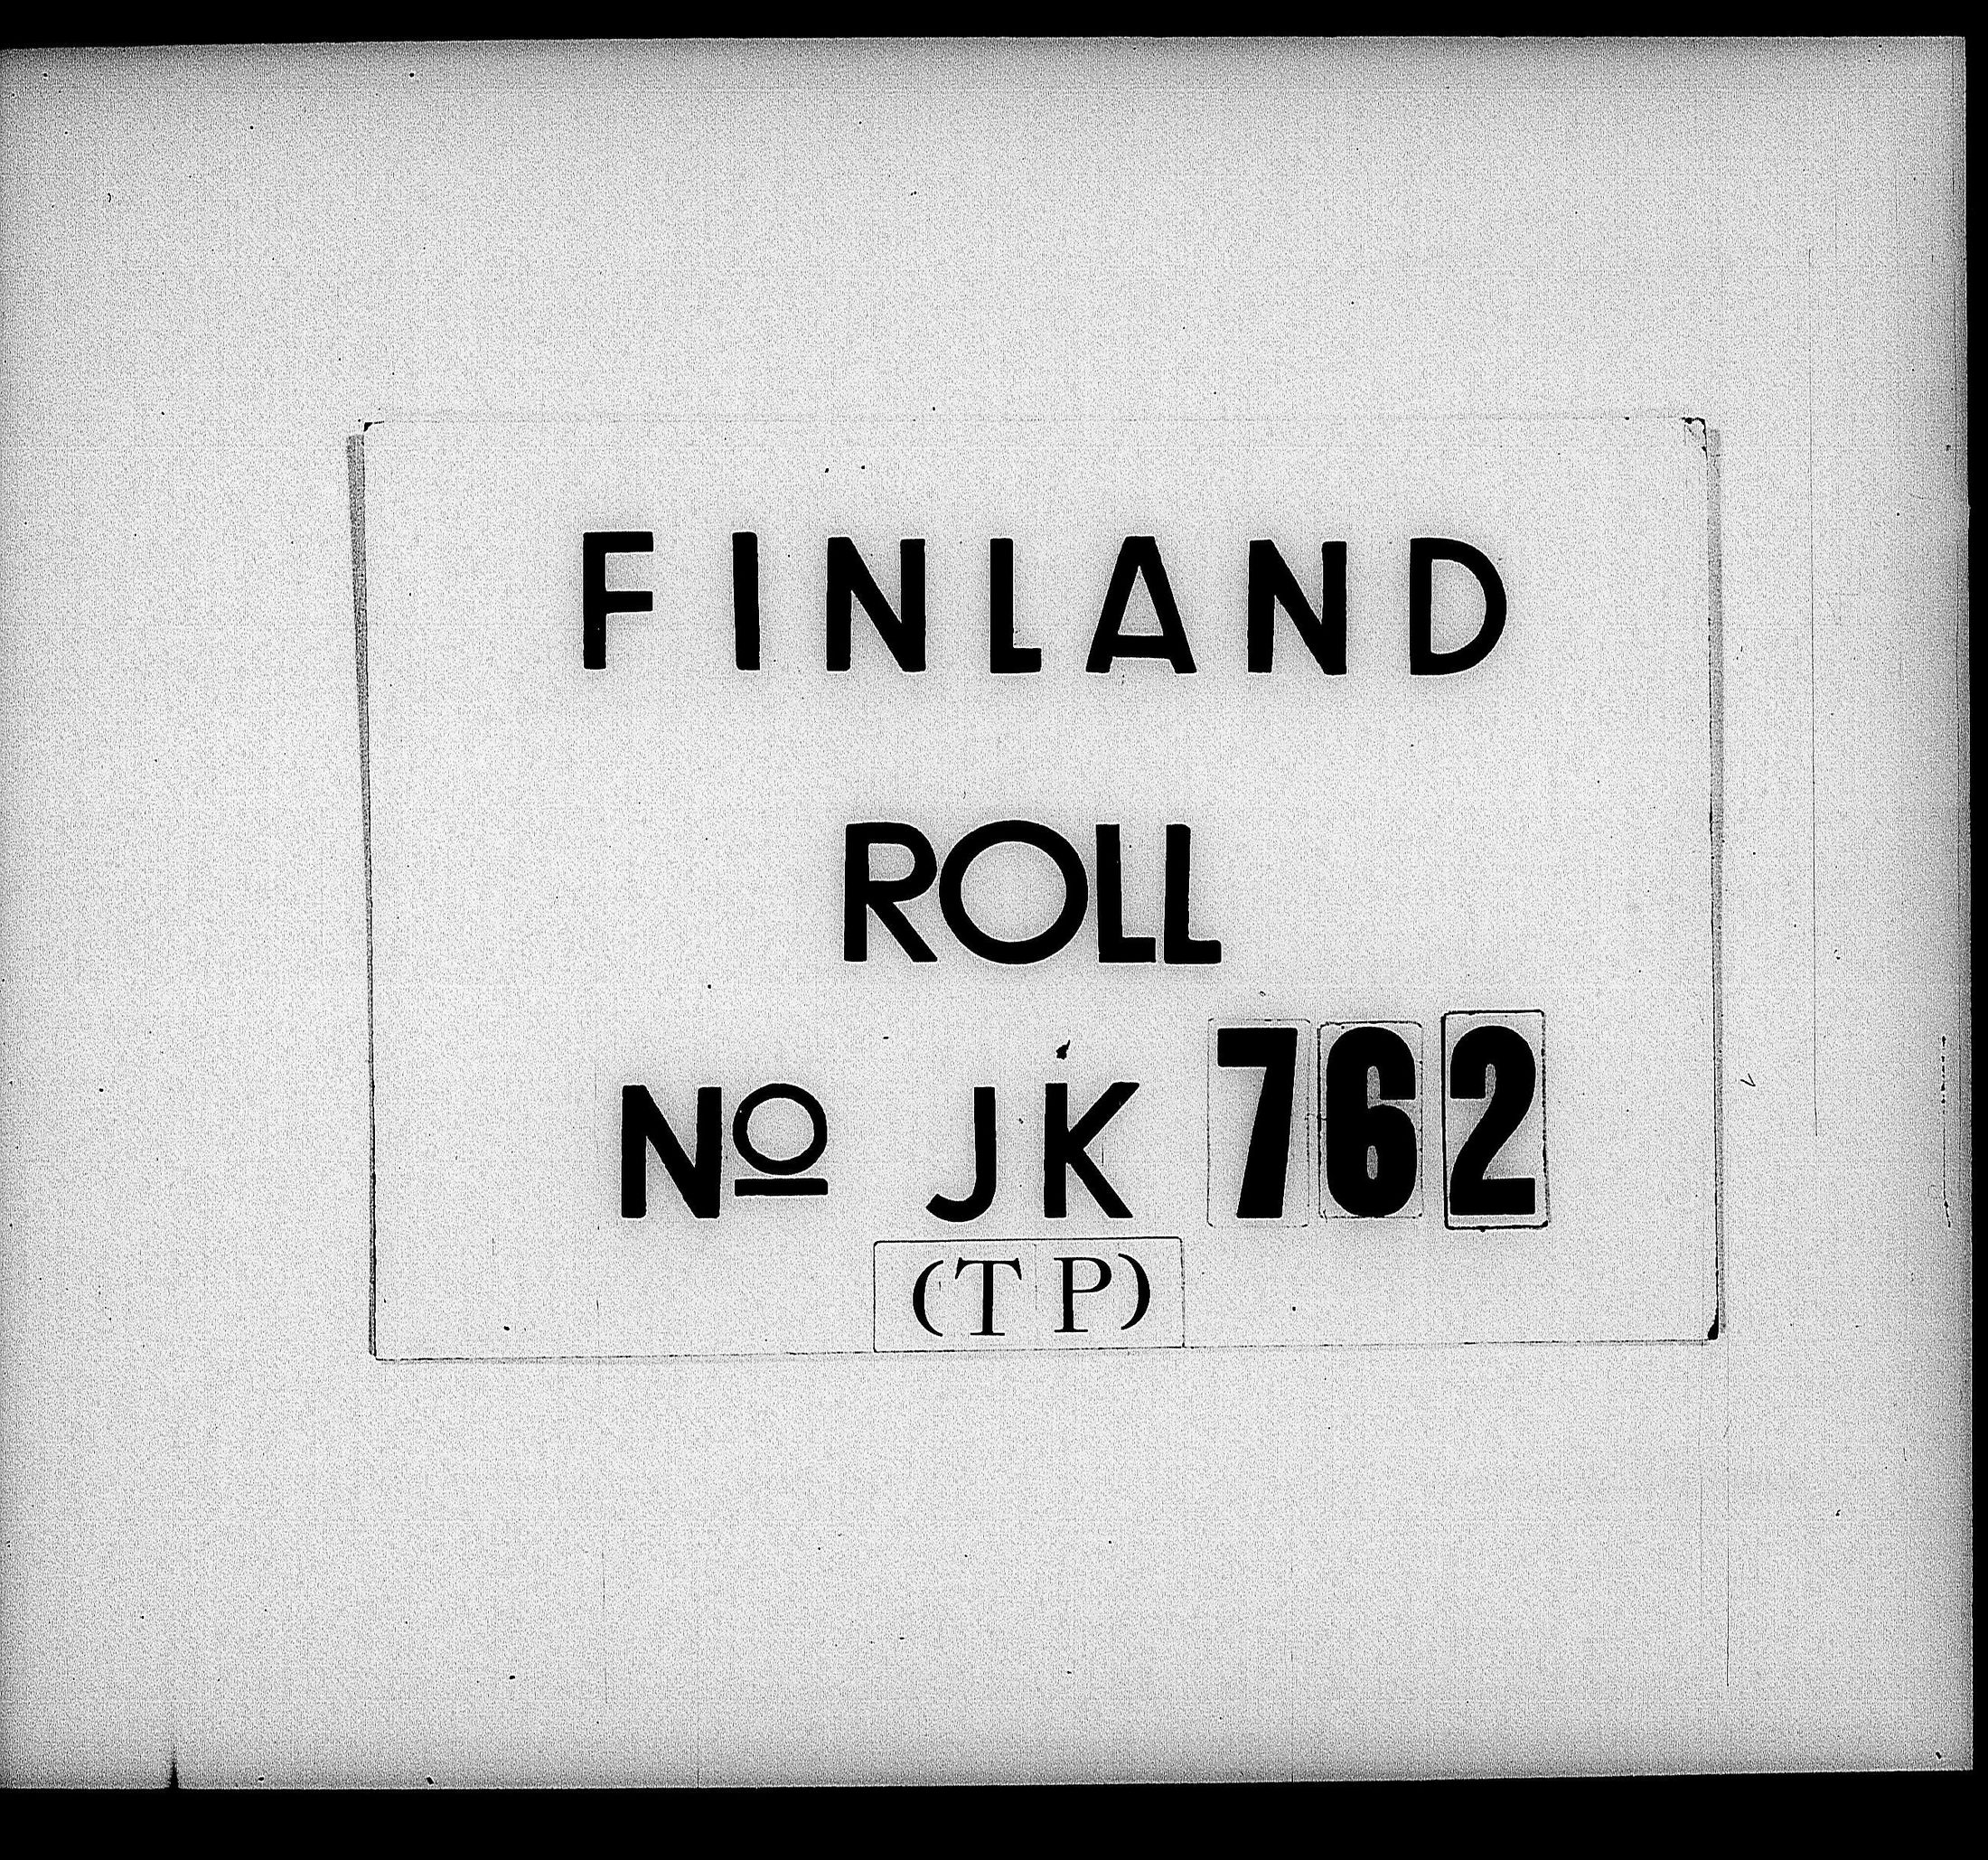 FINLAND
ROLL
Nº JK 762
(TP)